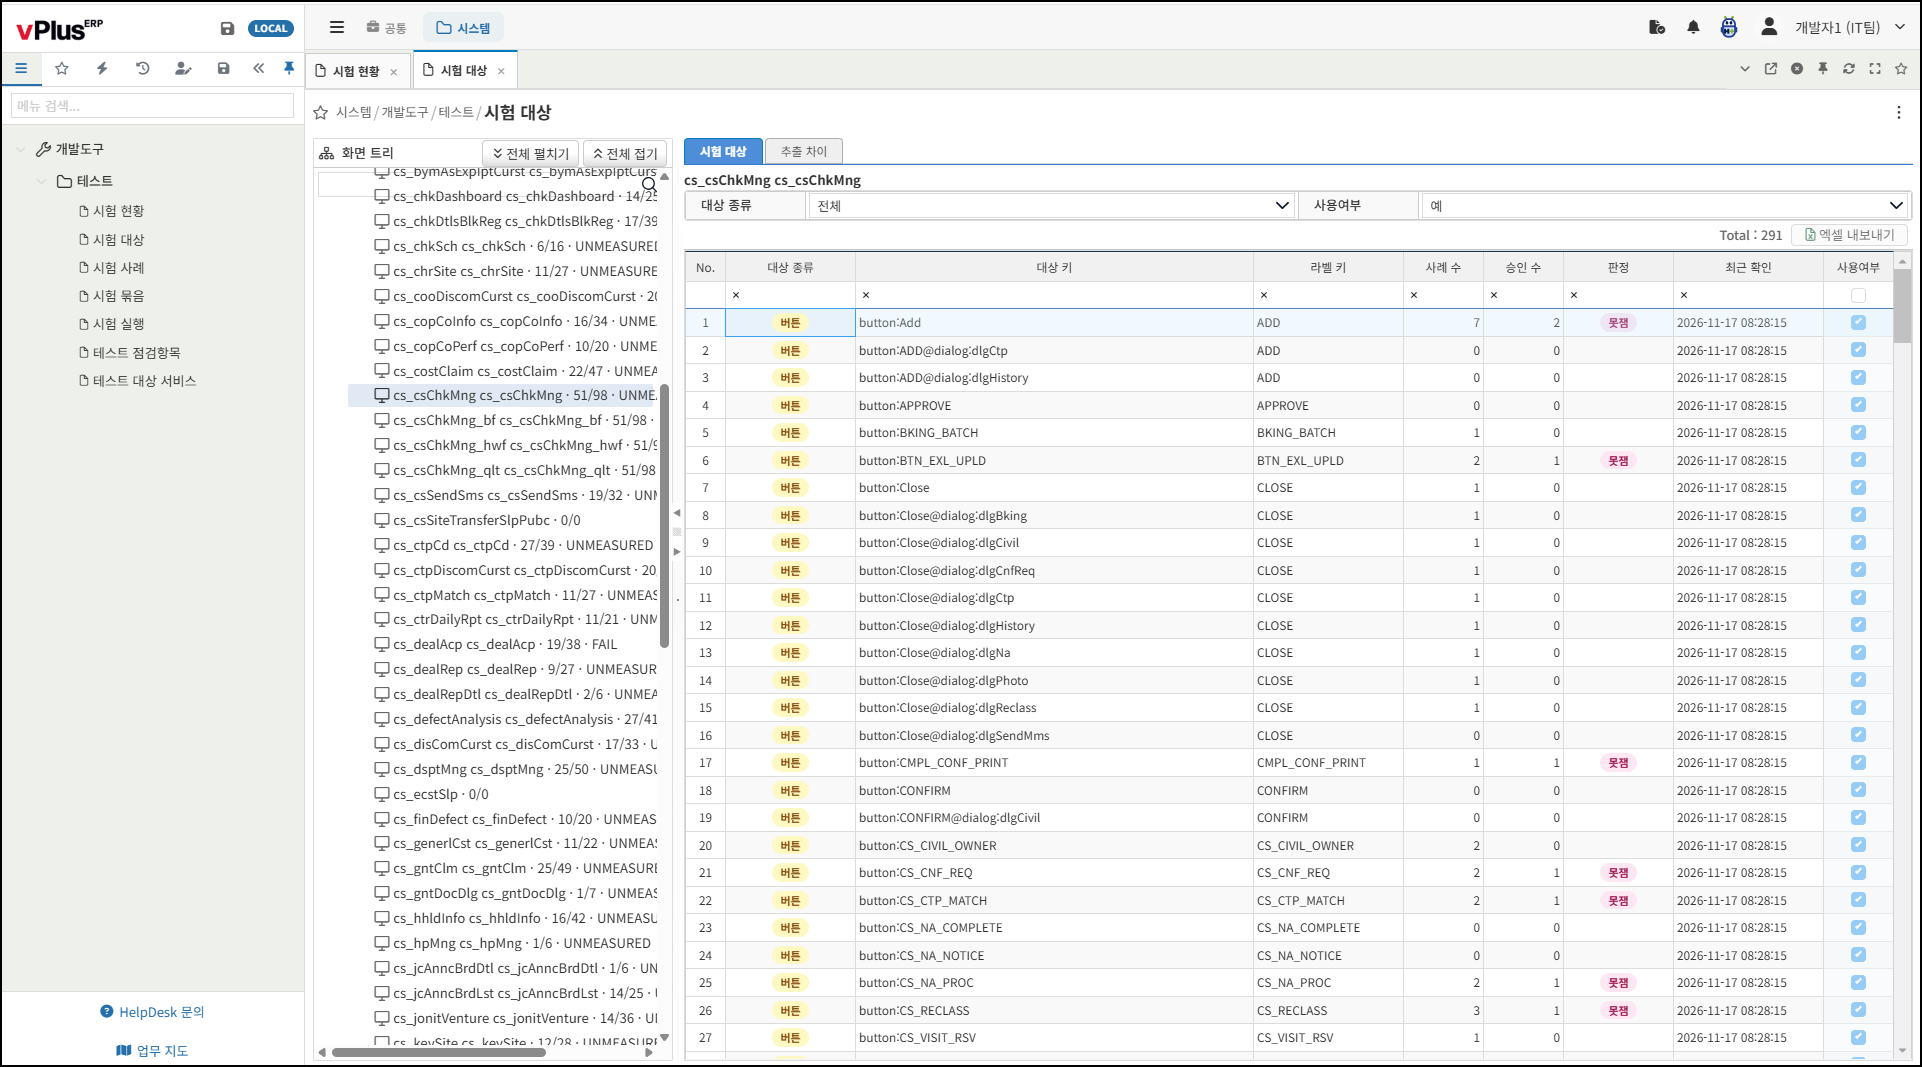 vPlus ERP LOCAL
공통 시스템 개발자1 (IT팀)
시험 현황 × 시험 대상 ×
메뉴 검색...
개발도구
테스트
시험 현황
시험 대상
시험 사례
시험 묶음
시험 실행
테스트 점검항목
테스트 대상 서비스
HelpDesk 문의
업무 지도
시스템 / 개발도구 / 테스트 / 시험 대상
화면 트리 전체 펼치기 전체 접기
cs_bymAsExpIptCurst cs_bymAsExpIptCurs
cs_chkDashboard cs_chkDashboard · 14/25
cs_chkDtlsBlkReg cs_chkDtlsBlkReg · 17/39
cs_chkSch cs_chkSch · 6/16 · UNMEASURED
cs_chrSite cs_chrSite · 11/27 · UNMEASURE
cs_cooDiscomCurst cs_cooDiscomCurst · 20
cs_copCoInfo cs_copCoInfo · 16/34 · UNME
cs_copCoPerf cs_copCoPerf · 10/20 · UNME
cs_costClaim cs_costClaim · 22/47 · UNMEA
cs_csChkMng cs_csChkMng · 51/98 · UNME
cs_csChkMng_bf cs_csChkMng_bf · 51/98 ·
cs_csChkMng_hwf cs_csChkMng_hwf · 51/9
cs_csChkMng_qlt cs_csChkMng_qlt · 51/98
cs_csSendSms cs_csSendSms · 19/32 · UNM
cs_csSiteTransferSlpPubc · 0/0
cs_ctpCd cs_ctpCd · 27/39 · UNMEASURED
cs_ctpDiscomCurst cs_ctpDiscomCurst · 20
cs_ctpMatch cs_ctpMatch · 11/27 · UNMEAS
cs_ctrDailyRpt cs_ctrDailyRpt · 11/21 · UNM
cs_dealAcp cs_dealAcp · 19/38 · FAIL
cs_dealRep cs_dealRep · 9/27 · UNMEASUR
cs_dealRepDtl cs_dealRepDtl · 2/6 · UNMEA
cs_defectAnalysis cs_defectAnalysis · 27/41
cs_disComCurst cs_disComCurst · 17/33 · U
cs_dsptMng cs_dsptMng · 25/50 · UNMEASU
cs_ecstSlp · 0/0
cs_finDefect cs_finDefect · 10/20 · UNMEAS
cs_generlCst cs_generlCst · 11/22 · UNMEAS
cs_gntClm cs_gntClm · 25/49 · UNMEASURE
cs_gntDocDlg cs_gntDocDlg · 1/7 · UNMEAS
cs_hhldInfo cs_hhldInfo · 16/42 · UNMEASU
cs_hpMng cs_hpMng · 1/6 · UNMEASURED
cs_jcAnncBrdDtl cs_jcAnncBrdDtl · 1/6 · UN
cs_jcAnncBrdLst cs_jcAnncBrdLst · 14/25 ·
cs_jonitVenture cs_jonitVenture · 14/36 · U
cs_keySite cs_keySite · 12/28 · UNMEASURE
시험 대상 추출 차이
cs_csChkMng cs_csChkMng
대상 종류 전체 사용여부 예
Total : 291 엑셀 내보내기
No. 대상 종류 대상 키 라벨 키 사례 수 승인 수 판정 최근 확인 사용여부
× × × × × × ×
1 버튼 button:Add ADD 7 2 못잼 2026-11-17 08:28:15
2 버튼 button:ADD@dialog:dlgCtp ADD 0 0 2026-11-17 08:28:15
3 버튼 button:ADD@dialog:dlgHistory ADD 0 0 2026-11-17 08:28:15
4 버튼 button:APPROVE APPROVE 0 0 2026-11-17 08:28:15
5 버튼 button:BKING_BATCH BKING_BATCH 1 0 2026-11-17 08:28:15
6 버튼 button:BTN_EXL_UPLD BTN_EXL_UPLD 2 1 못잼 2026-11-17 08:28:15
7 버튼 button:Close CLOSE 1 0 2026-11-17 08:28:15
8 버튼 button:Close@dialog:dlgBking CLOSE 1 0 2026-11-17 08:28:15
9 버튼 button:Close@dialog:dlgCivil CLOSE 1 0 2026-11-17 08:28:15
10 버튼 button:Close@dialog:dlgCnfReq CLOSE 1 0 2026-11-17 08:28:15
11 버튼 button:Close@dialog:dlgCtp CLOSE 1 0 2026-11-17 08:28:15
12 버튼 button:Close@dialog:dlgHistory CLOSE 1 0 2026-11-17 08:28:15
13 버튼 button:Close@dialog:dlgNa CLOSE 1 0 2026-11-17 08:28:15
14 버튼 button:Close@dialog:dlgPhoto CLOSE 1 0 2026-11-17 08:28:15
15 버튼 button:Close@dialog:dlgReclass CLOSE 1 0 2026-11-17 08:28:15
16 버튼 button:Close@dialog:dlgSendMms CLOSE 0 0 2026-11-17 08:28:15
17 버튼 button:CMPL_CONF_PRINT CMPL_CONF_PRINT 1 1 못잼 2026-11-17 08:28:15
18 버튼 button:CONFIRM CONFIRM 0 0 2026-11-17 08:28:15
19 버튼 button:CONFIRM@dialog:dlgCivil CONFIRM 0 0 2026-11-17 08:28:15
20 버튼 button:CS_CIVIL_OWNER CS_CIVIL_OWNER 2 0 2026-11-17 08:28:15
21 버튼 button:CS_CNF_REQ CS_CNF_REQ 2 1 못잼 2026-11-17 08:28:15
22 버튼 button:CS_CTP_MATCH CS_CTP_MATCH 2 1 못잼 2026-11-17 08:28:15
23 버튼 button:CS_NA_COMPLETE CS_NA_COMPLETE 0 0 2026-11-17 08:28:15
24 버튼 button:CS_NA_NOTICE CS_NA_NOTICE 0 0 2026-11-17 08:28:15
25 버튼 button:CS_NA_PROC CS_NA_PROC 2 1 못잼 2026-11-17 08:28:15
26 버튼 button:CS_RECLASS CS_RECLASS 3 1 못잼 2026-11-17 08:28:15
27 버튼 button:CS_VISIT_RSV CS_VISIT_RSV 1 0 2026-11-17 08:28:15